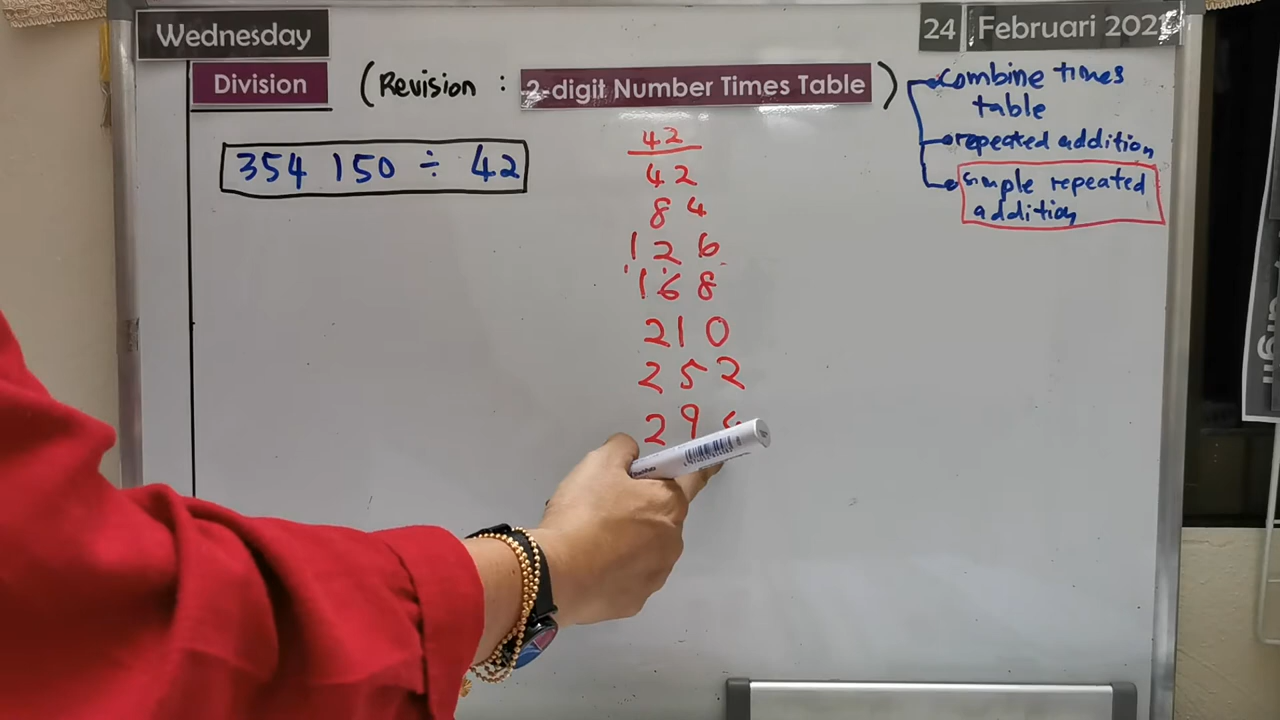 Wednesday
24 Februari 202
Division
(Revision : 2-digit Number Times Table)
combine times
table
repeated addition
simple repeated
addition
354 150 ÷ 42
42
42
84
126
168
210
252
29